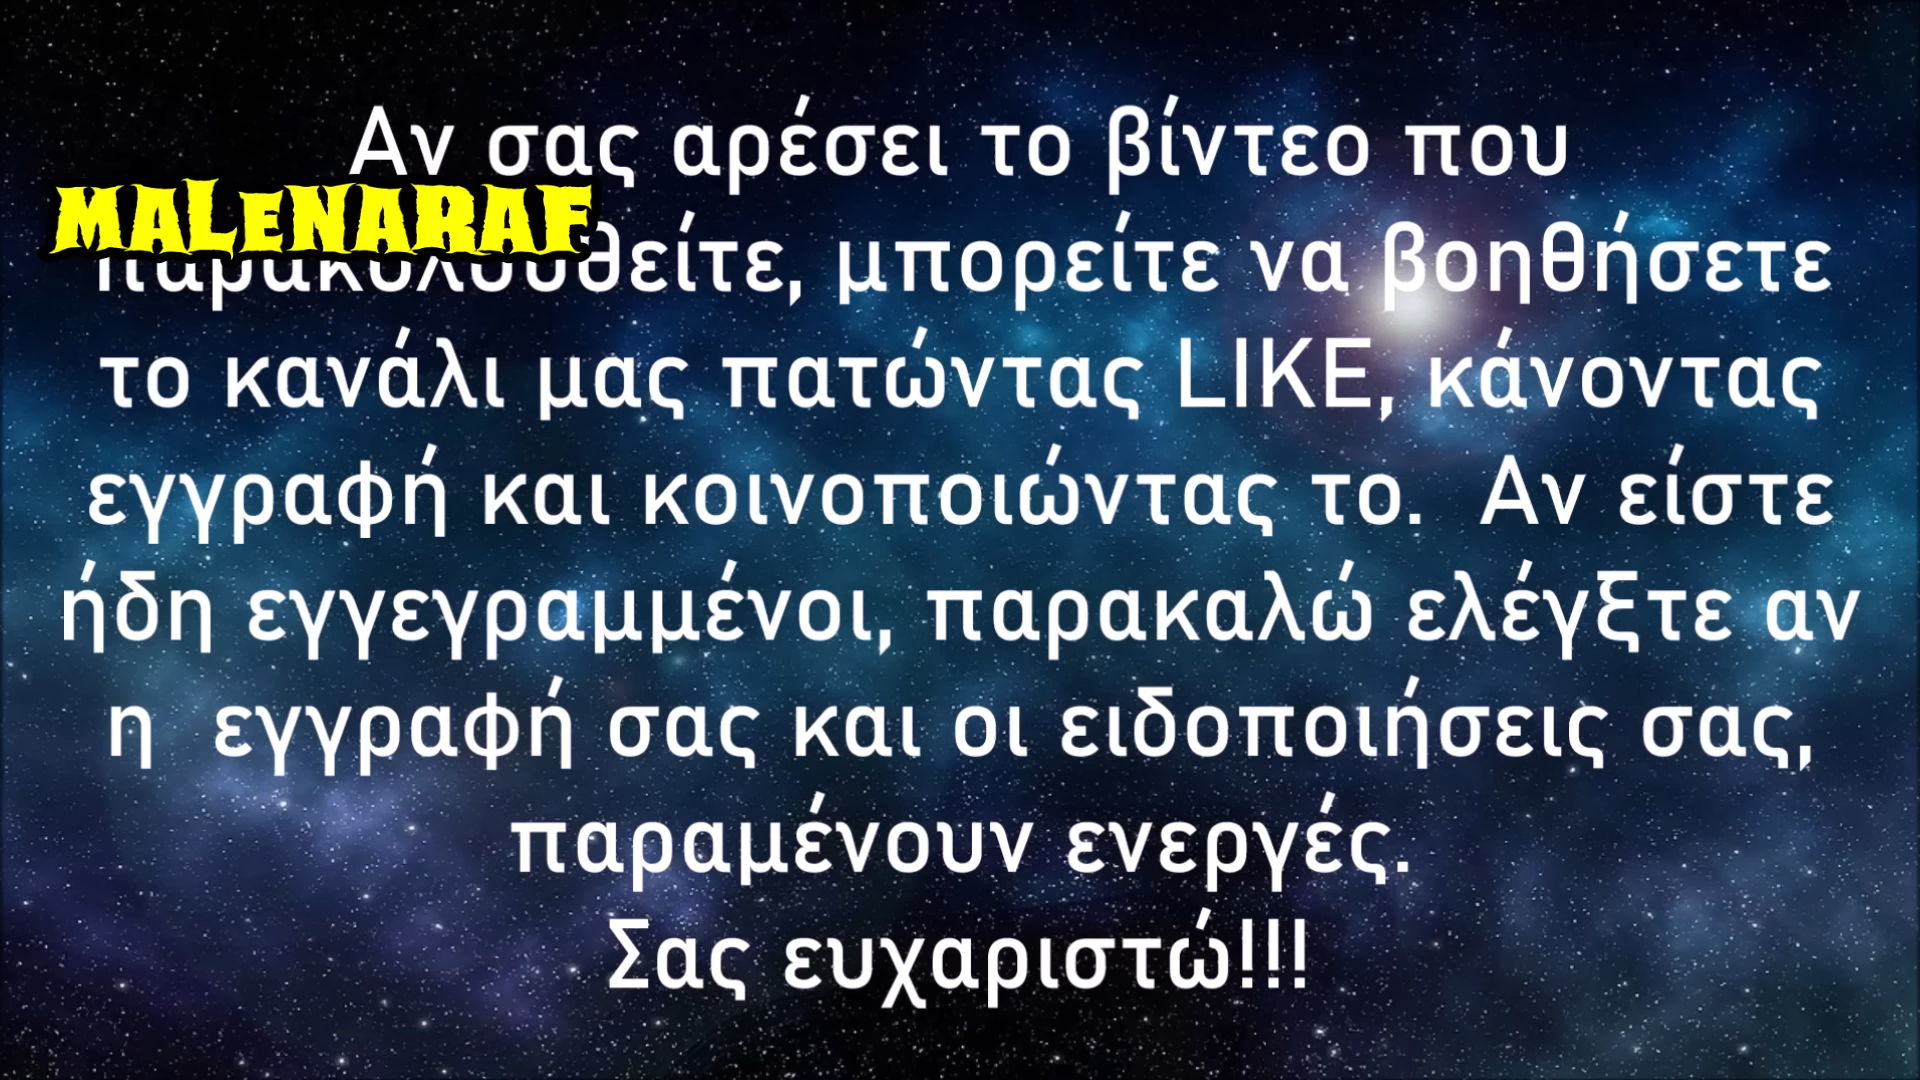 Αν σας αρέσει το βίντεο που
MALENARAF
παρακολουθείτε, μπορείτε να βοηθήσετε
το κανάλι μας πατώντας LIKE, κάνοντας
εγγραφή και κοινοποιώντας το.  Αν είστε
ήδη εγγεγραμμένοι, παρακαλώ ελέγξτε αν
η  εγγραφή σας και οι ειδοποιήσεις σας,
παραμένουν ενεργές.
Σας ευχαριστώ!!!